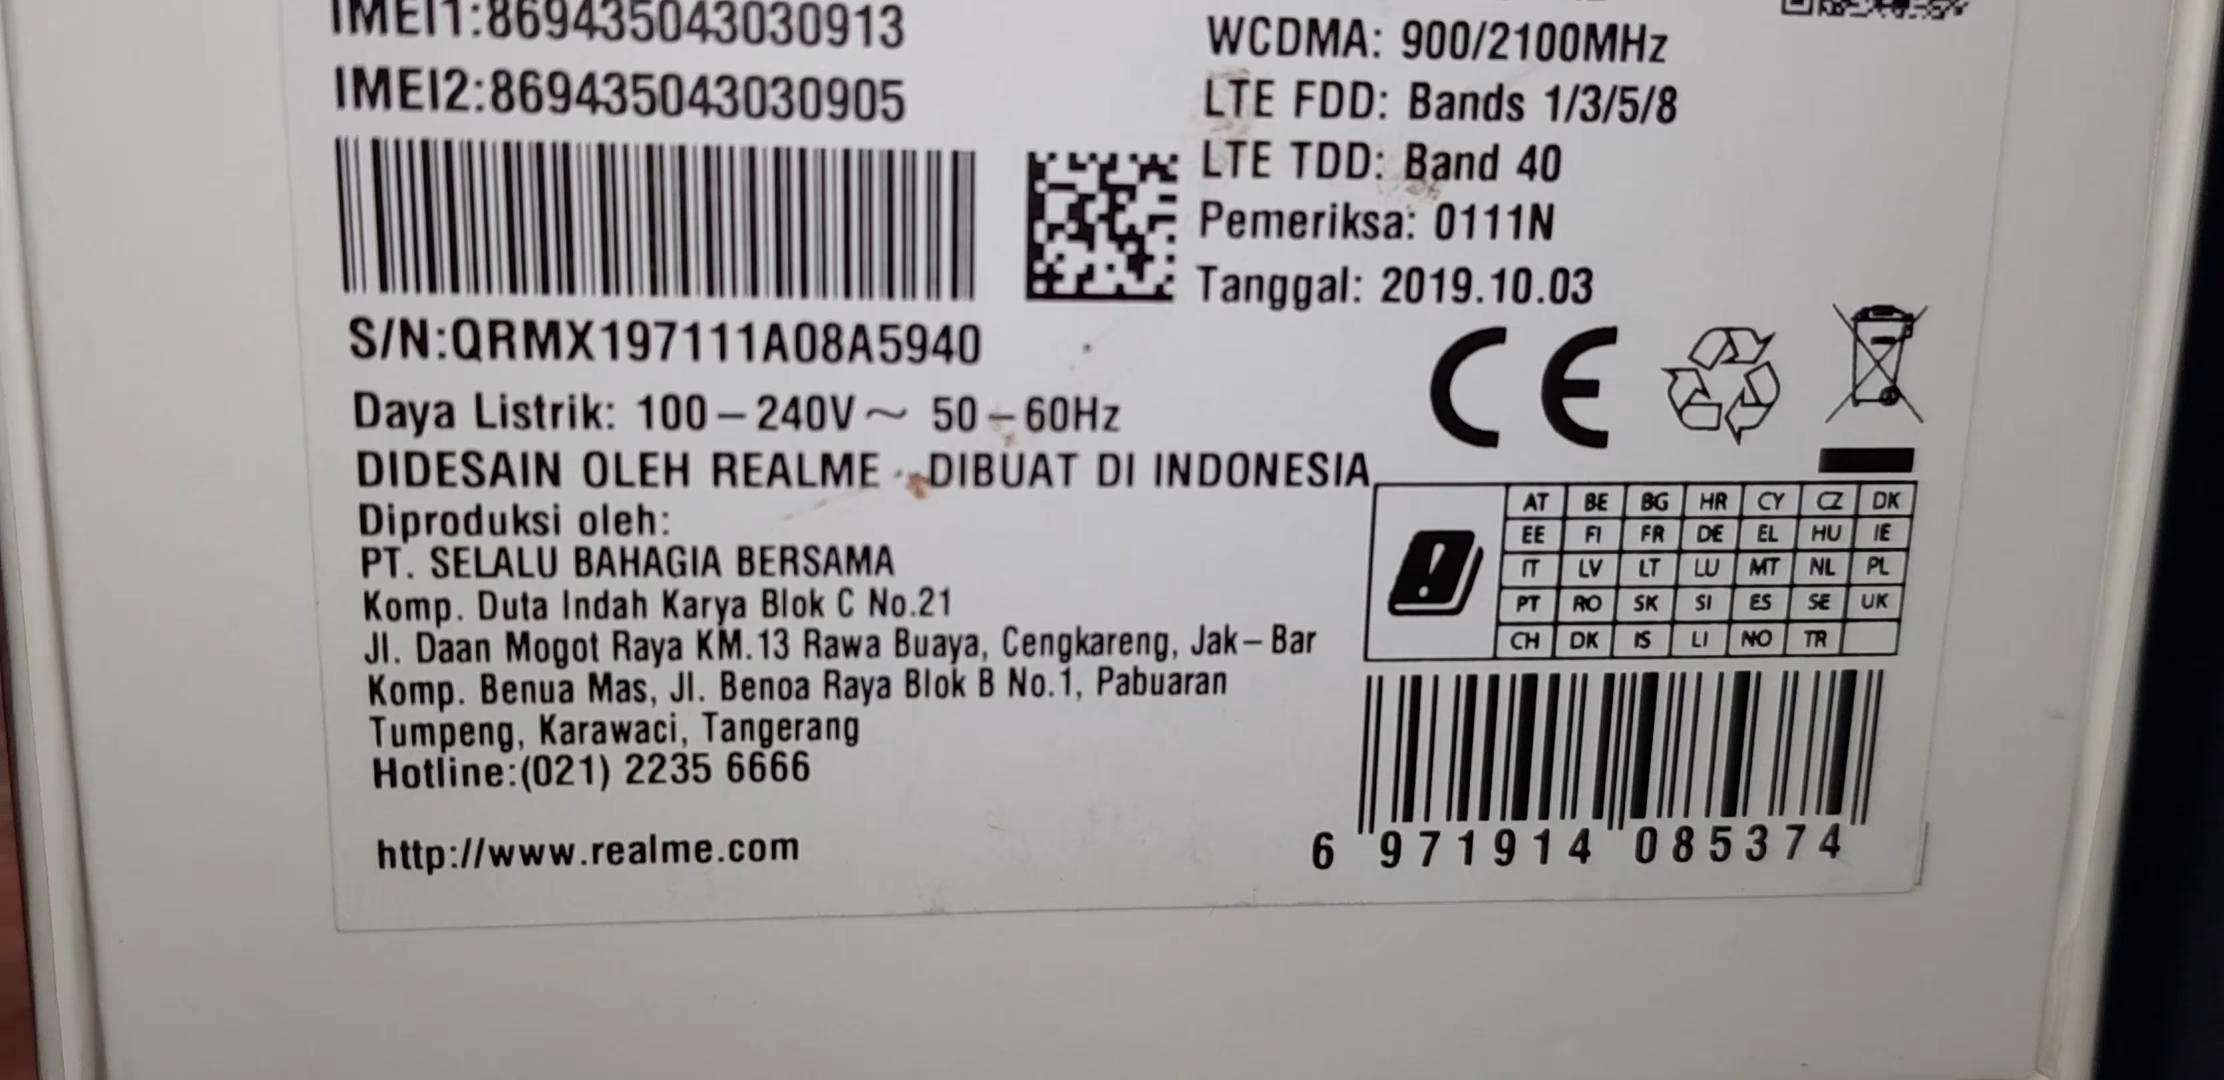 IMEI1:869435043030913
IMEI2:869435043030905
S/N:QRMX197111A08A5940
Daya Listrik: 100–240V～ 50–60Hz
DIDESAIN OLEH REALME · DIBUAT DI INDONESIA
Diproduksi oleh:
PT. SELALU BAHAGIA BERSAMA
Komp. Duta Indah Karya Blok C No.21
Jl. Daan Mogot Raya KM.13 Rawa Buaya, Cengkareng, Jak–Bar
Komp. Benua Mas, Jl. Benoa Raya Blok B No.1, Pabuaran
Tumpeng, Karawaci, Tangerang
Hotline:(021) 2235 6666
http://www.realme.com
WCDMA: 900/2100MHz
LTE FDD: Bands 1/3/5/8
LTE TDD: Band 40
Pemeriksa: 0111N
Tanggal: 2019.10.03
CE
AT BE BG HR CY CZ DK
EE FI FR DE EL HU IE
IT LV LT LU MT NL PL
PT RO SK SI ES SE UK
CH DK IS LI NO TR
6 971914 085374